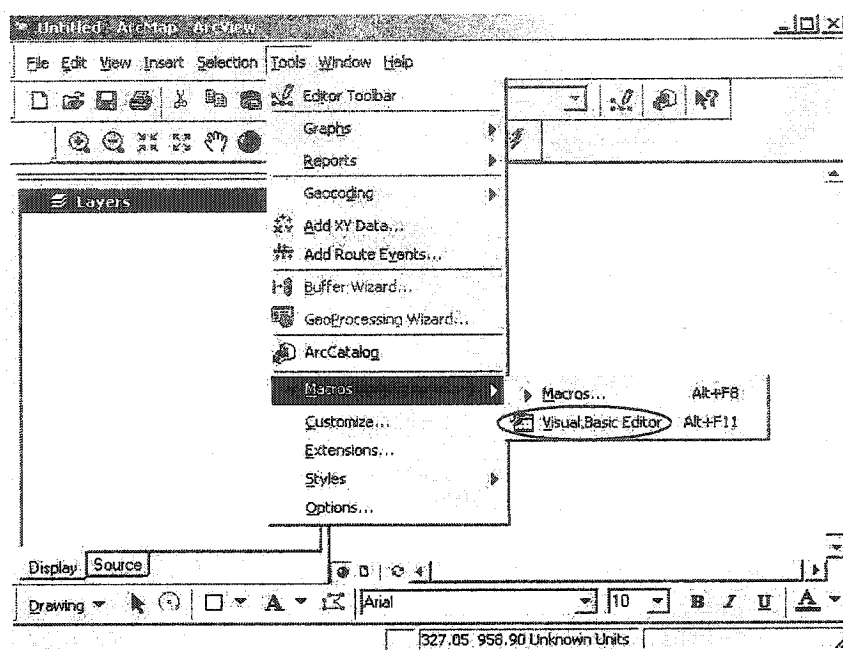 Untitled - ArcMap - ArcView
File Edit View Insert Selection Tools Window Help
Editor Toolbar
Graphs
Reports
Geocoding
Layers
Add XY Data...
Add Route Events...
Buffer Wizard...
GeoProcessing Wizard...
ArcCatalog
Macros
Macros... Alt+F8
Customize...
Visual Basic Editor Alt+F11
Extensions...
Styles
Options...
Display Source
Drawing A Arial 10 B I U A
327.05 958.90 Unknown Units